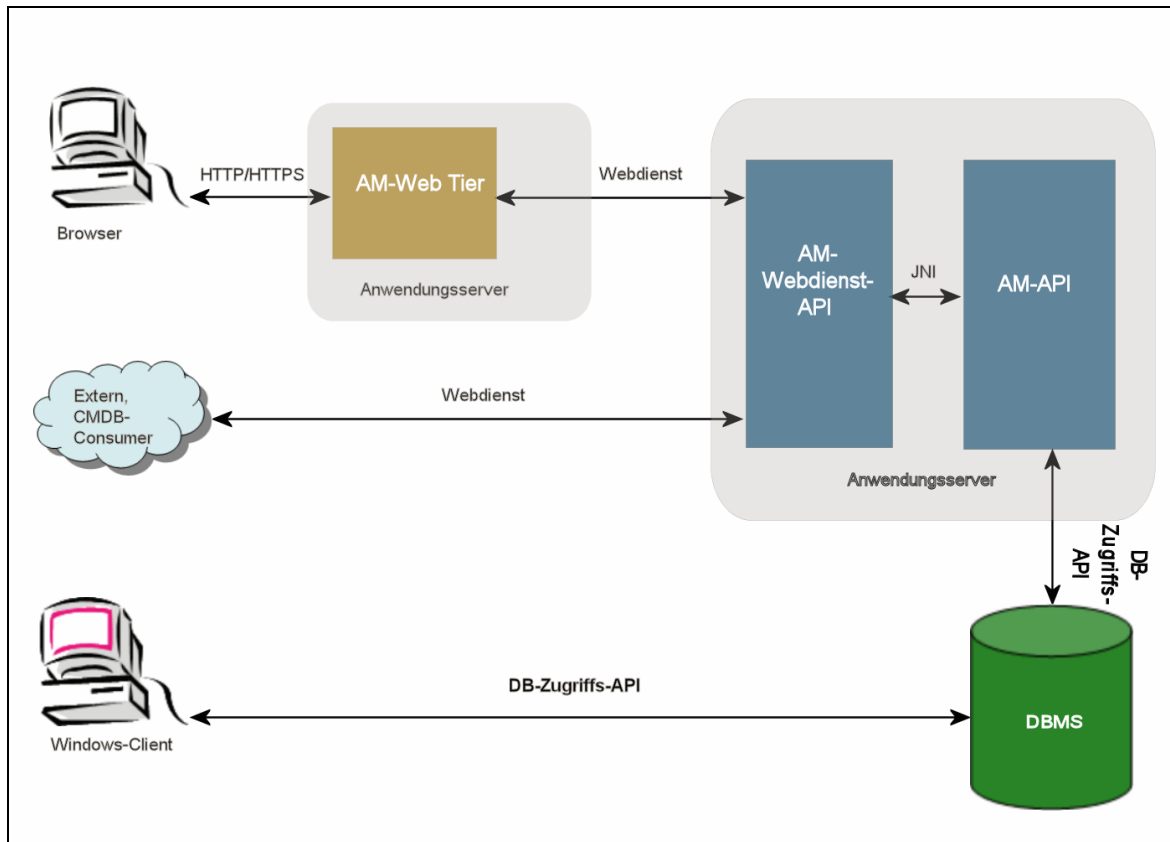 HTTP/HTTPS
Browser
AM-Web Tier
Anwendungsserver
Webdienst
AM-
Webdienst-
API
JNI
AM-API
Anwendungsserver
Extern,
CMDB-
Consumer
Webdienst
DB-
Zugriffs-
API
Windows-Client
DB-Zugriffs-API
DBMS